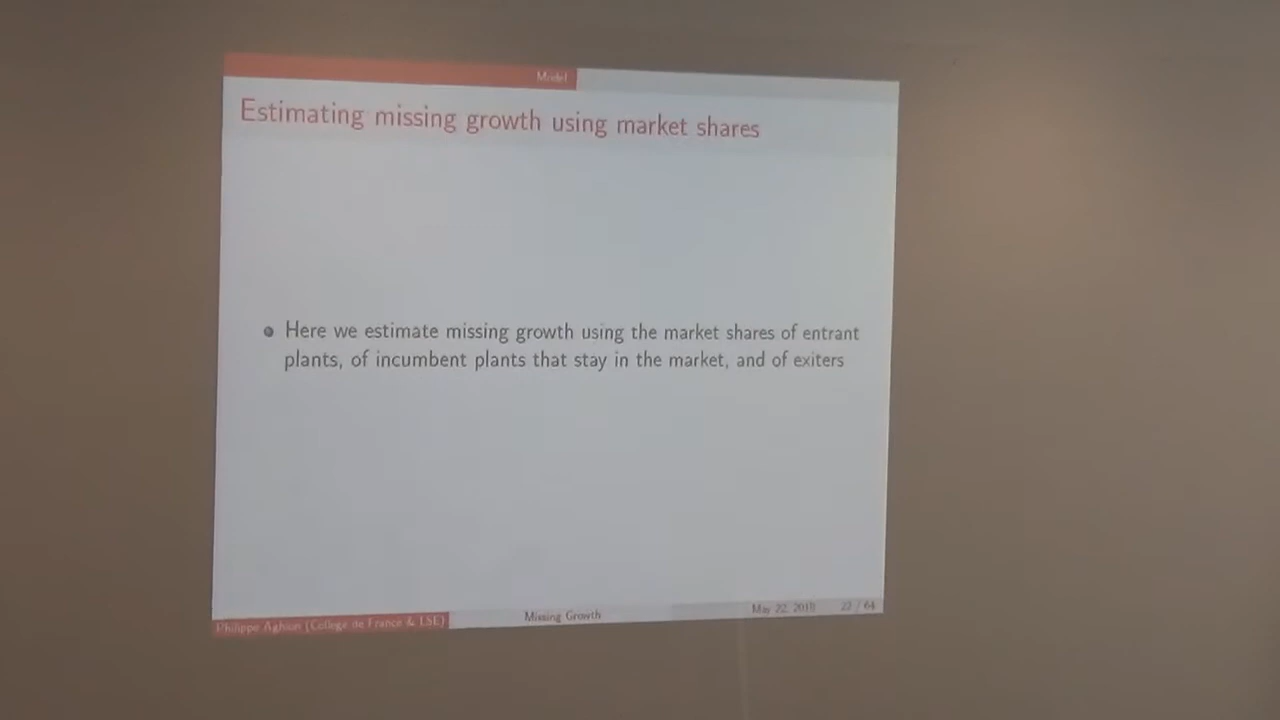 Model
Estimating missing growth using market shares
Here we estimate missing growth using the market shares of entrant
plants, of incumbent plants that stay in the market, and of exiters
Philippe Aghion (College de France & LSE)
Missing Growth
May 22, 22 / 64